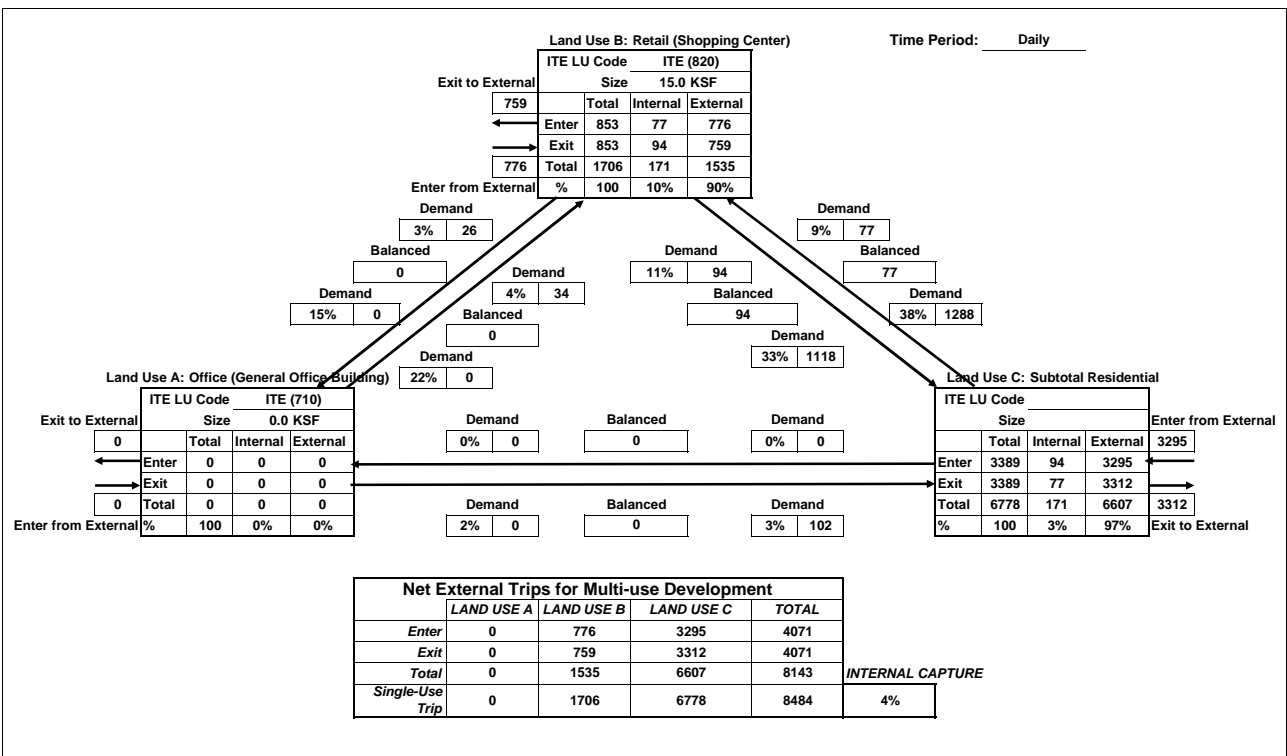 Land Use B: Retail (Shopping Center) Time Period: Daily
ITE LU Code ITE (820)
Exit to External Size 15.0 KSF
759 Total Internal External
Enter 853 77 776
Exit 853 94 759
776 Total 1706 171 1535
Enter from External % 100 10% 90%
Demand Demand
3% 26 9% 77
Balanced Demand Balanced
0 11% 94 77
Demand Demand Balanced Demand
15% 0 4% 34 94 38% 1288
Balanced
0 Demand
33% 1118
Demand
Land Use A: Office (General Office Building) 22% 0 Land Use C: Subtotal Residential
ITE LU Code ITE (710) ITE LU Code
Exit to External Size 0.0 KSF Demand Balanced Demand Size Enter from External
0 Total Internal External 0% 0 0 0% 0 Total Internal External 3295
Enter 0 0 0 Enter 3389 94 3295
Exit 0 0 0 Exit 3389 77 3312
0 Total 0 0 0 Demand Balanced Demand Total 6778 171 6607 3312
Enter from External % 100 0% 0% 2% 0 0 3% 102 % 100 3% 97% Exit to External
Net External Trips for Multi-use Development
LAND USE A LAND USE B LAND USE C TOTAL
Enter 0 776 3295 4071
Exit 0 759 3312 4071
Total 0 1535 6607 8143 INTERNAL CAPTURE
Single-Use
Trip 0 1706 6778 8484 4%